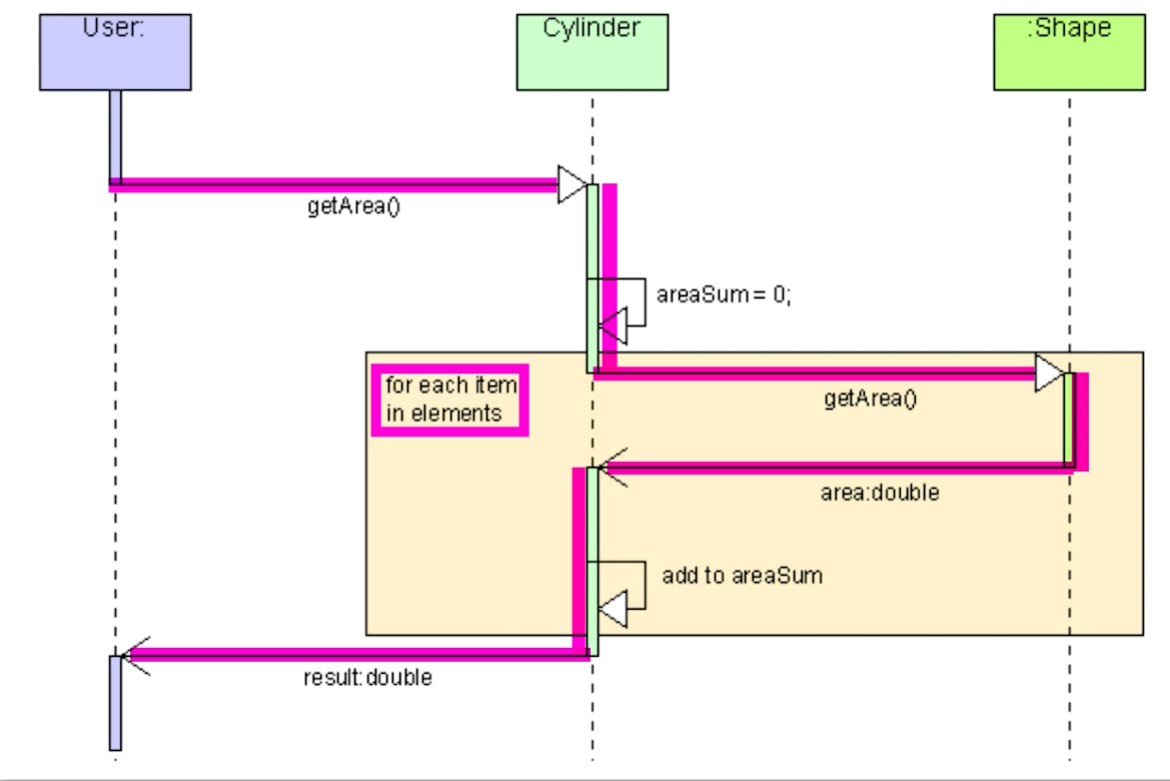 User:
Cylinder
:Shape
getArea()
areaSum = 0;
for each item
in elements
getArea()
area:double
add to areaSum
result:double